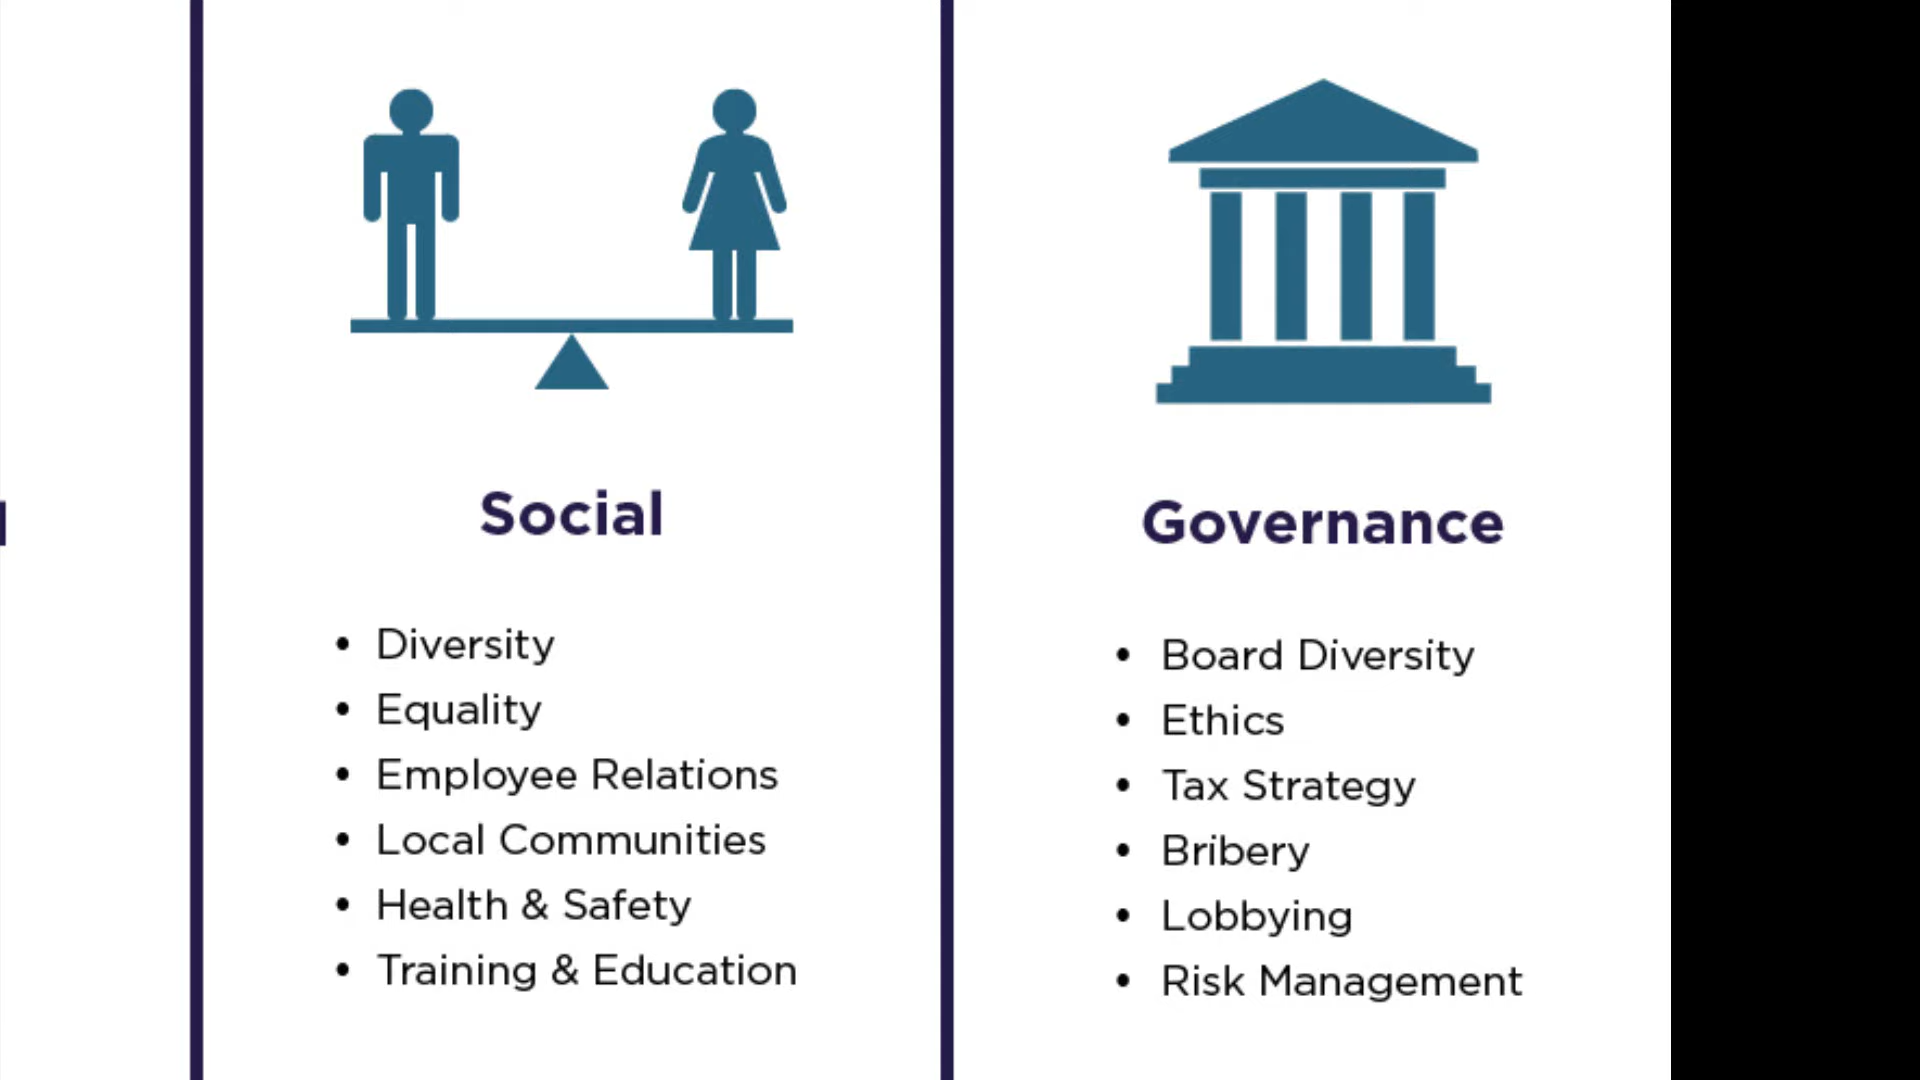 Social
• Diversity
• Equality
• Employee Relations
• Local Communities
• Health & Safety
• Training & Education
Governance
• Board Diversity
• Ethics
• Tax Strategy
• Bribery
• Lobbying
• Risk Management